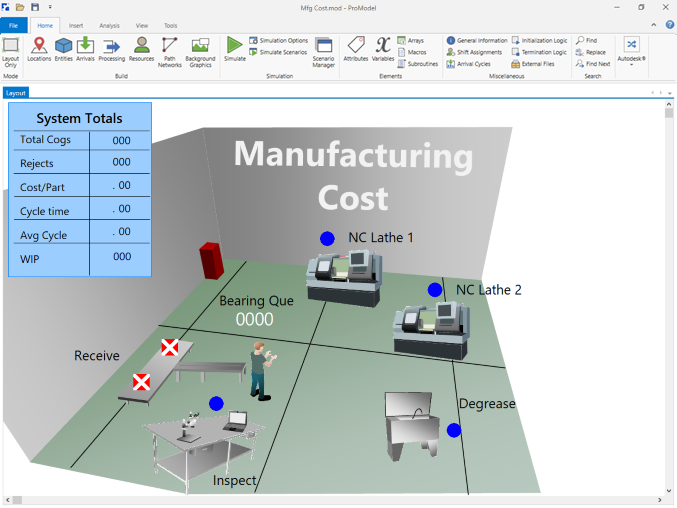 Mfg Cost.mod - ProModel
File Home Insert Analysis View Tools
Layout Only
Locations
Entities
Arrivals
Processing
Resources
Path Networks
Background Graphics
Simulate
Simulation Options
Simulate Scenarios
Scenario Manager
Attributes
Variables
Arrays
Macros
Subroutines
General Information
Shift Assignments
Arrival Cycles
Initialization Logic
Termination Logic
External Files
Find
Replace
Find Next
Autodesk®
Mode Build Simulation Elements Miscellaneous Search
Layout
System Totals
Total Cogs 000
Rejects 000
Cost/Part . 00
Cycle time . 00
Avg Cycle . 00
WIP 000
Manufacturing
Cost
NC Lathe 1
NC Lathe 2
Bearing Que
0000
Receive
Degrease
Inspect